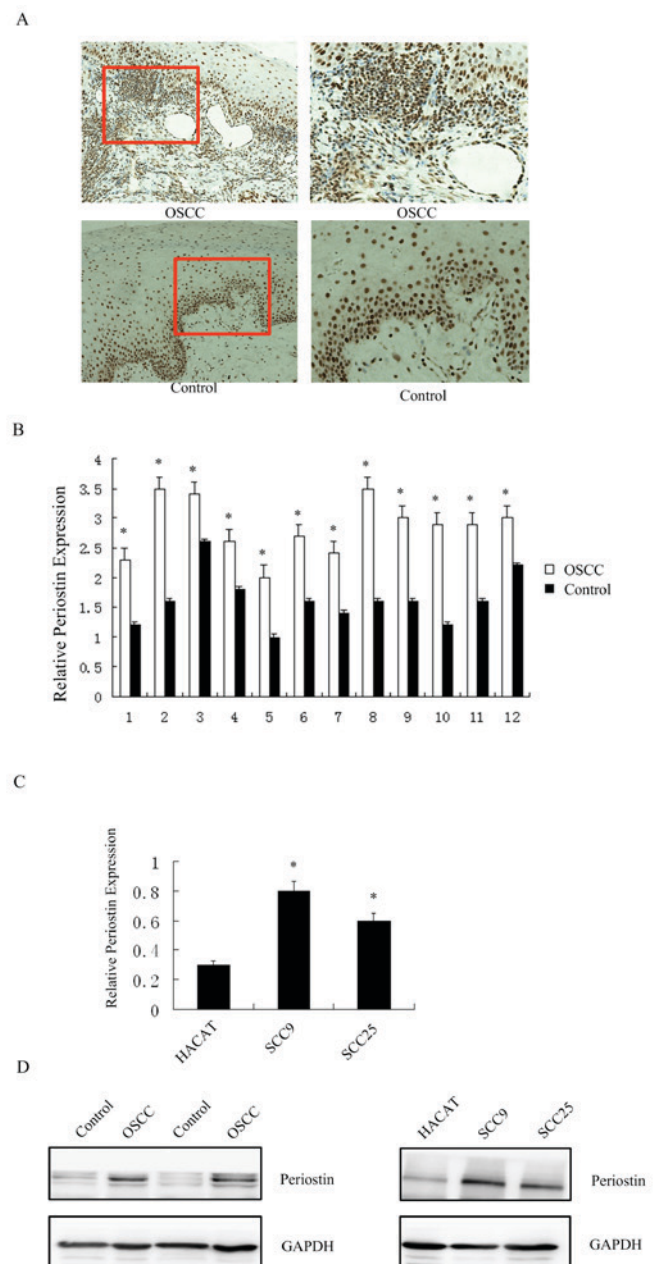 A
OSCC OSCC
Control Control
B
Relative Periostin Expression
4
3.5
3
2.5
2
1.5
1
0.5
0
* * * * * * * * * * * *
1 2 3 4 5 6 7 8 9 10 11 12
OSCC
Control
C
Relative Periostin Expression
1
0.8
0.6
0.4
0.2
0
* *
HACAT SCC9 SCC25
D
Control OSCC Control OSCC
Periostin
GAPDH
HACAT SCC9 SCC25
Periostin
GAPDH